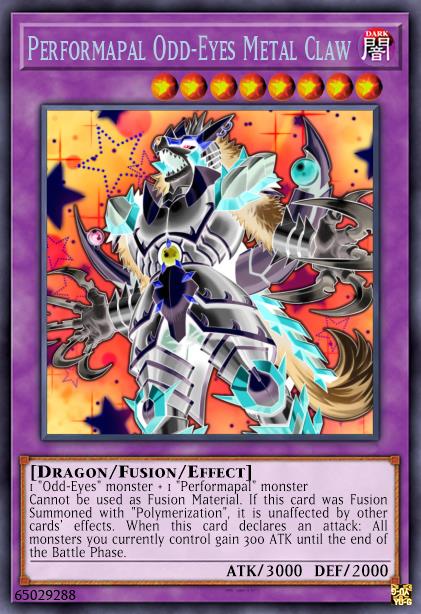 PERFORMAPAL ODD-EYES METAL CLAW
DARK
闇
[DRAGON/FUSION/EFFECT]
1 "Odd-Eyes" monster + 1 "Performapal" monster
Cannot be used as Fusion Material. If this card was Fusion
Summoned with "Polymerization", it is unaffected by other
cards' effects. When this card declares an attack: All
monsters you currently control gain 300 ATK until the end of
the Battle Phase.
ATK/3000 DEF/2000
65029288